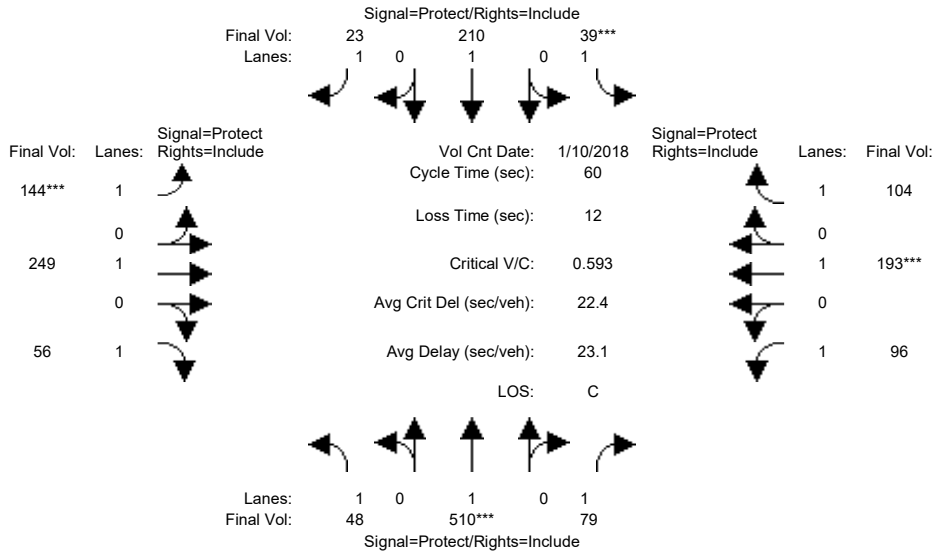 Signal=Protect/Rights=Include
Final Vol: 23 210 39***
Lanes: 1 0 1 0 1
Signal=Protect
Final Vol: Lanes: Rights=Include
Vol Cnt Date: 1/10/2018
Signal=Protect
Rights=Include Lanes: Final Vol:
Cycle Time (sec): 60
144*** 1
1 104
Loss Time (sec): 12
0
0
249 1
Critical V/C: 0.593
1 193***
0
Avg Crit Del (sec/veh): 22.4
0
56 1
Avg Delay (sec/veh): 23.1
1 96
LOS: C
Lanes: 1 0 1 0 1
Final Vol: 48 510*** 79
Signal=Protect/Rights=Include